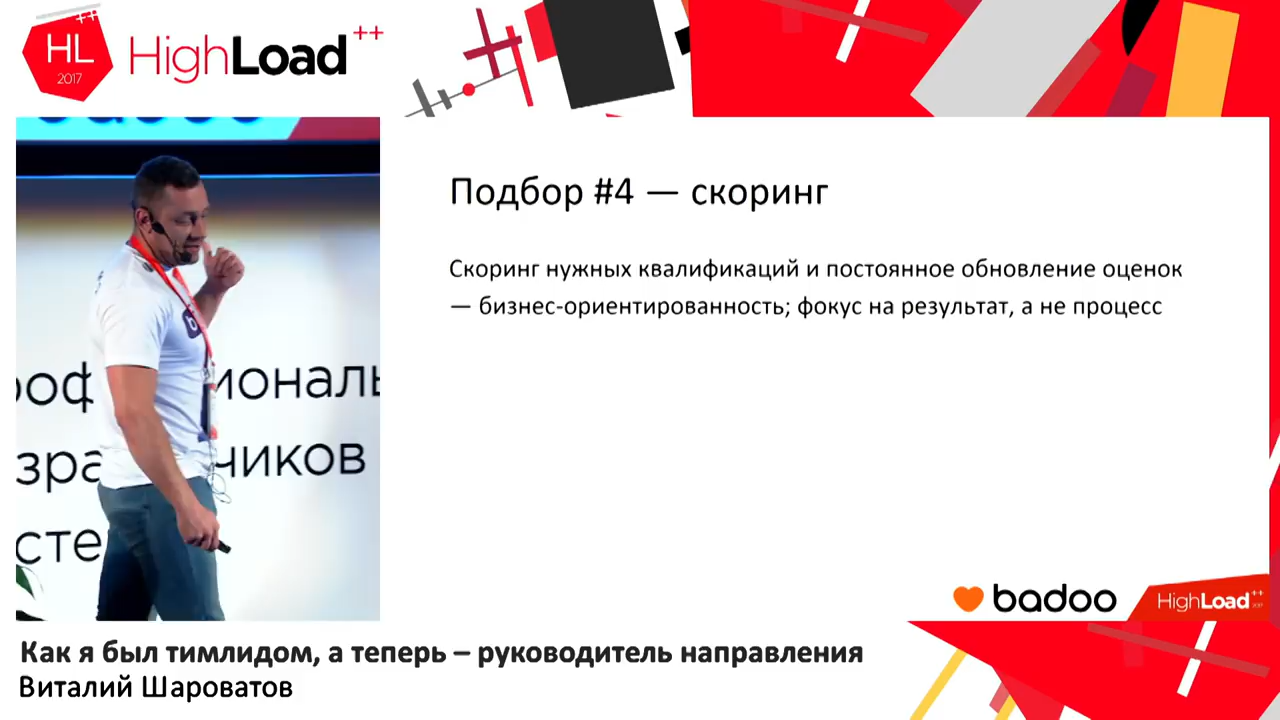 HL++
2017
HighLoad++
Подбор #4 — скоринг
Скоринг нужных квалификаций и постоянное обновление оценок
— бизнес-ориентированность; фокус на результат, а не процесс
чиков
badoo
HighLoad++
Как я был тимлидом, а теперь – руководитель направления
Виталий Шароватов